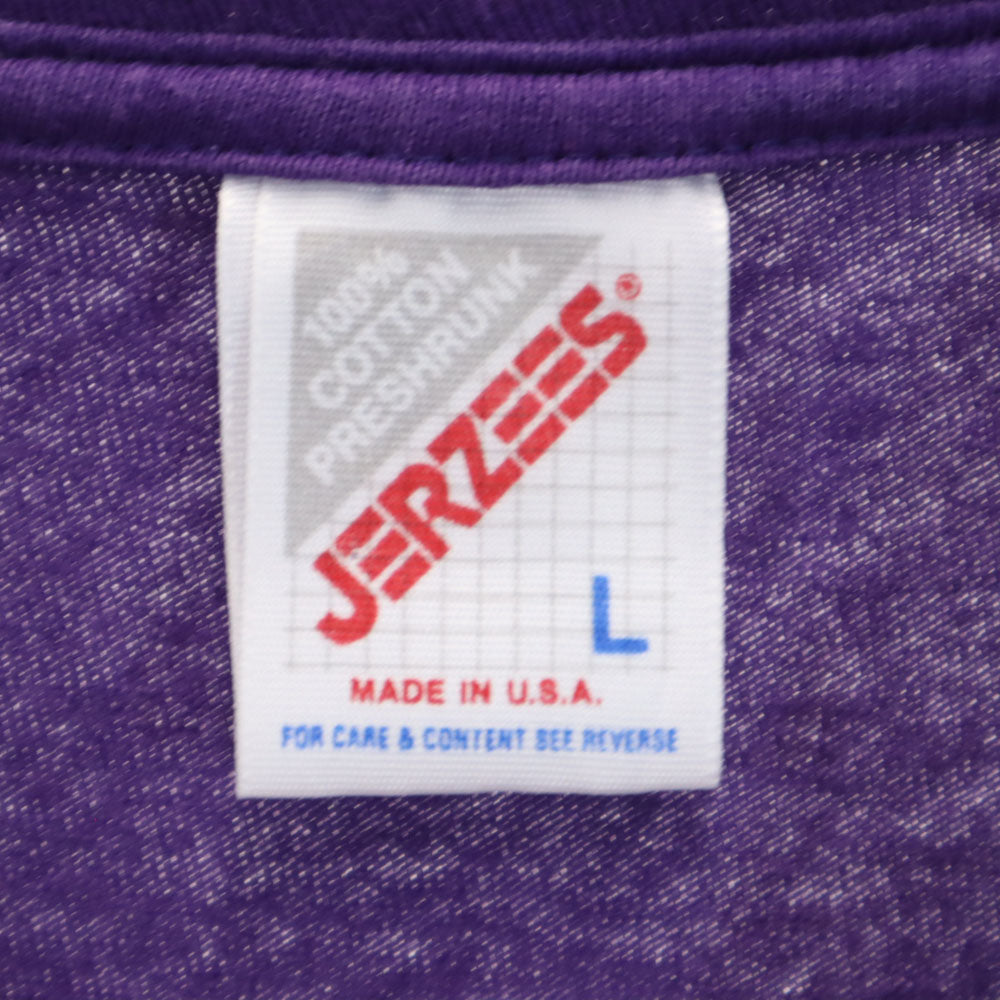 100%
COTTON
PRESHRUNK
JERZEES®
L
MADE IN U.S.A.
FOR CARE & CONTENT SEE REVERSE